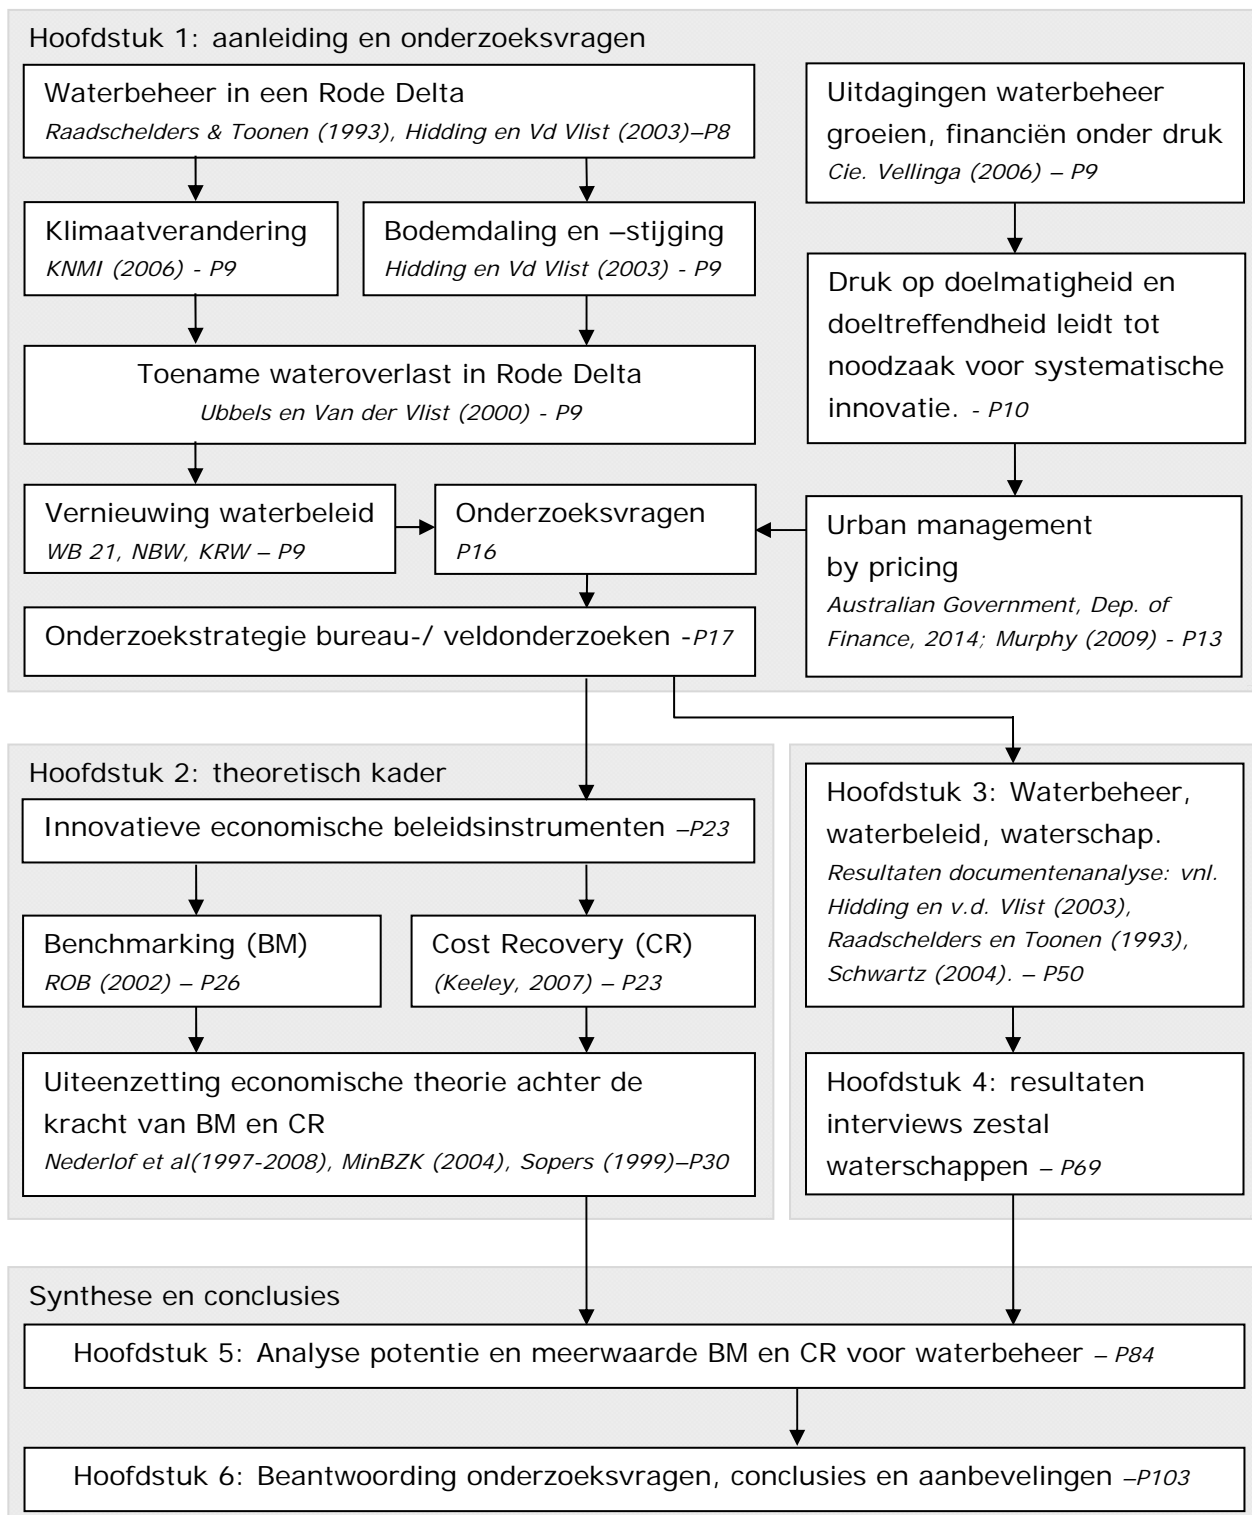 Hoofdstuk 1: aanleiding en onderzoeksvragen
Waterbeheer in een Rode Delta
Raadschelders & Toonen (1993), Hidding en Vd Vlist (2003)–P8
Klimaatverandering
KNMI (2006) - P9
Bodemdaling en –stijging
Hidding en Vd Vlist (2003) - P9
Toename wateroverlast in Rode Delta
Ubbels en Van der Vlist (2000) - P9
Vernieuwing waterbeleid
WB 21, NBW, KRW – P9
Onderzoeksvragen
P16
Onderzoekstrategie bureau-/ veldonderzoeken -P17
Uitdagingen waterbeheer
groeien, financiën onder druk
Cie. Vellinga (2006) – P9
Druk op doelmatigheid en
doeltreffendheid leidt tot
noodzaak voor systematische
innovatie. - P10
Urban management
by pricing
Australian Government, Dep. of
Finance, 2014; Murphy (2009) - P13
Hoofdstuk 2: theoretisch kader
Innovatieve economische beleidsinstrumenten –P23
Benchmarking (BM)
ROB (2002) – P26
Cost Recovery (CR)
(Keeley, 2007) – P23
Uiteenzetting economische theorie achter de
kracht van BM en CR
Nederlof et al(1997-2008), MinBZK (2004), Sopers (1999)–P30
Hoofdstuk 3: Waterbeheer,
waterbeleid, waterschap.
Resultaten documentenanalyse: vnl.
Hidding en v.d. Vlist (2003),
Raadschelders en Toonen (1993),
Schwartz (2004). – P50
Hoofdstuk 4: resultaten
interviews zestal
waterschappen – P69
Synthese en conclusies
Hoofdstuk 5: Analyse potentie en meerwaarde BM en CR voor waterbeheer – P84
Hoofdstuk 6: Beantwoording onderzoeksvragen, conclusies en aanbevelingen –P103